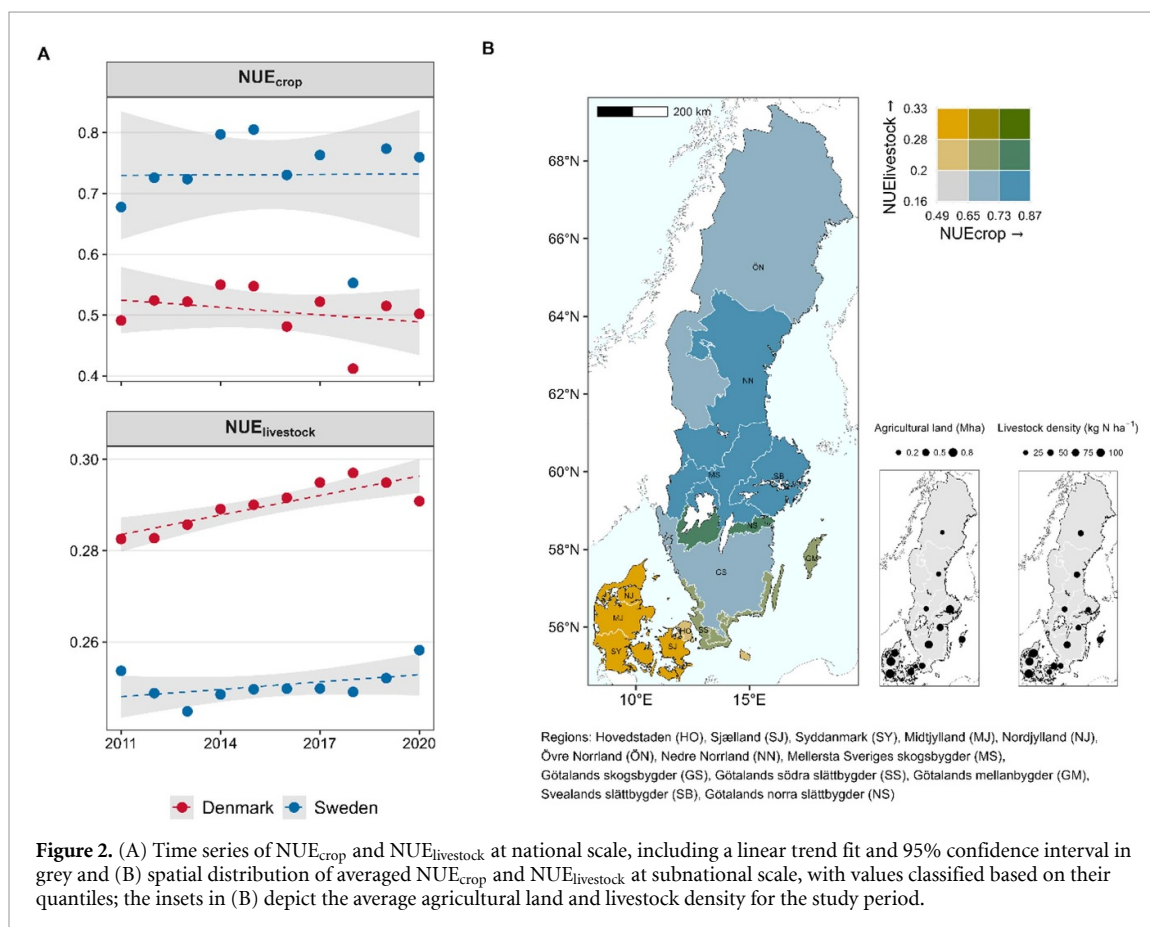 A
NUEcrop
0.8
0.7
0.6
0.5
0.4
NUElivestock
0.30
0.28
0.26
2011 2014 2017 2020
Denmark Sweden
B
200 km
68°N
66°N
64°N
62°N
60°N
58°N
56°N
10°E 15°E
ÖN
NN
MS
SB
NS
GM
GS
SS
NJ
MJ
HO
SY
SJ
NUElivestock →
0.33
0.28
0.2
0.16
0.49 0.65 0.73 0.87
NUEcrop →
Agricultural land (Mha)
0.2 0.5 0.8
Livestock density (kg N ha⁻¹)
25 50 75 100
Regions: Hovedstaden (HO), Sjælland (SJ), Syddanmark (SY), Midtjylland (MJ), Nordjylland (NJ),
Övre Norrland (ÖN), Nedre Norrland (NN), Mellersta Sveriges skogsbygder (MS),
Götalands skogsbygder (GS), Götalands södra slättbygder (SS), Götalands mellanbygder (GM),
Svealands slättbygder (SB), Götalands norra slättbygder (NS)
Figure 2. (A) Time series of NUEcrop and NUElivestock at national scale, including a linear trend fit and 95% confidence interval in
grey and (B) spatial distribution of averaged NUEcrop and NUElivestock at subnational scale, with values classified based on their
quantiles; the insets in (B) depict the average agricultural land and livestock density for the study period.